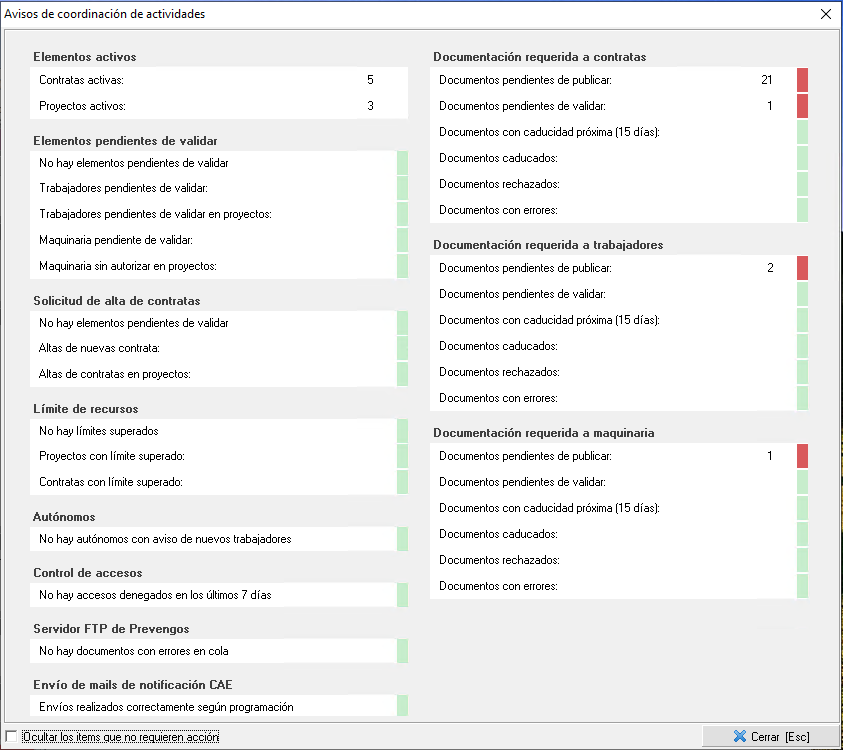 Avisos de coordinación de actividades
Elementos activos
Contratas activas: 5
Proyectos activos: 3
Elementos pendientes de validar
No hay elementos pendientes de validar
Trabajadores pendientes de validar:
Trabajadores pendientes de validar en proyectos:
Maquinaria pendiente de validar:
Maquinaria sin autorizar en proyectos:
Solicitud de alta de contratas
No hay elementos pendientes de validar
Altas de nuevas contrata:
Altas de contratas en proyectos:
Límite de recursos
No hay límites superados
Proyectos con límite superado:
Contratas con límite superado:
Autónomos
No hay autónomos con aviso de nuevos trabajadores
Control de accesos
No hay accesos denegados en los últimos 7 días
Servidor FTP de Prevengos
No hay documentos con errores en cola
Envío de mails de notificación CAE
Envíos realizados correctamente según programación
Documentación requerida a contratas
Documentos pendientes de publicar: 21
Documentos pendientes de validar: 1
Documentos con caducidad próxima (15 días):
Documentos caducados:
Documentos rechazados:
Documentos con errores:
Documentación requerida a trabajadores
Documentos pendientes de publicar: 2
Documentos pendientes de validar:
Documentos con caducidad próxima (15 días):
Documentos caducados:
Documentos rechazados:
Documentos con errores:
Documentación requerida a maquinaria
Documentos pendientes de publicar: 1
Documentos pendientes de validar:
Documentos con caducidad próxima (15 días):
Documentos caducados:
Documentos rechazados:
Documentos con errores:
Ocultar los items que no requieren acción
Cerrar [Esc]